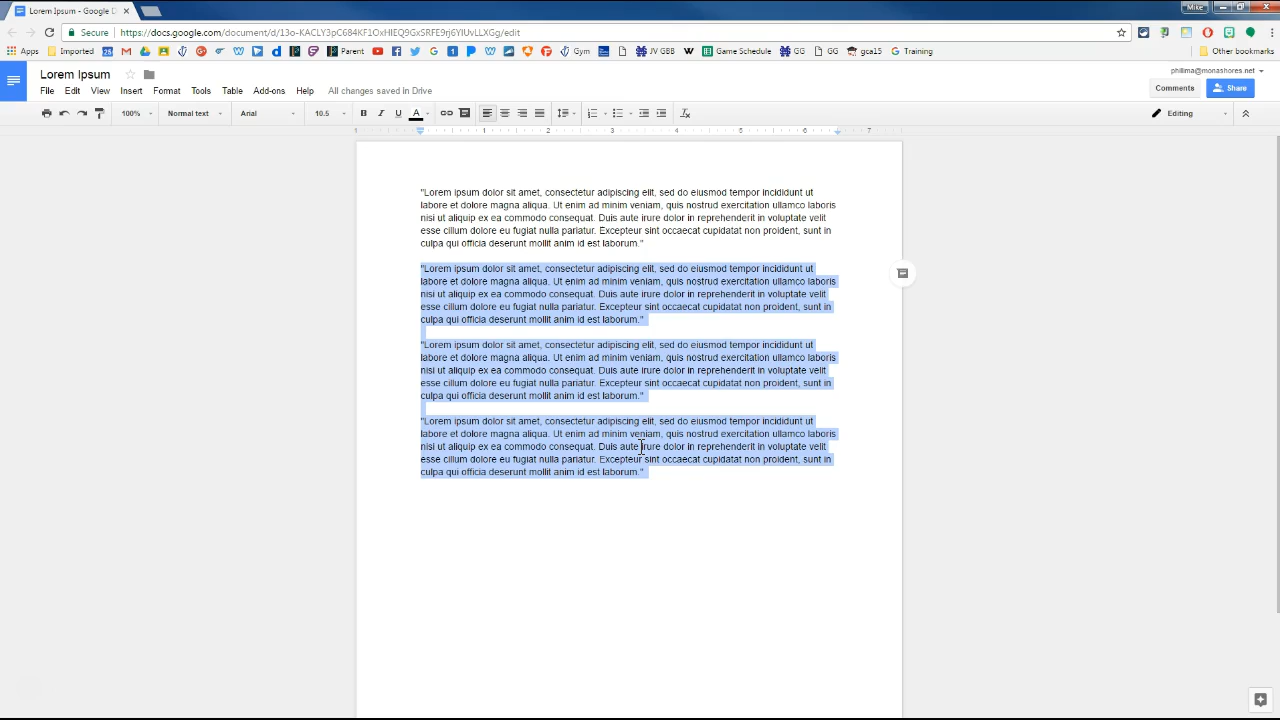 Lorem Ipsum - Google D
Mike
Secure
https://docs.google.com/document/d/13o-KACLY3pC684KF1OxHIEQ9GxSRFE9rj6YIUvLLXGg/edit
Apps Imported Parent Gym JV GBB Game Schedule GG GG gca15 Training Other bookmarks
Lorem Ipsum
phillima@monashores.net
File Edit View Insert Format Tools Table Add-ons Help All changes saved in Drive
Comments Share
100% Normal text Arial 10.5 B I U A Editing
1 1 2 3 4 5 6 7
"Lorem ipsum dolor sit amet, consectetur adipiscing elit, sed do eiusmod tempor incididunt ut
labore et dolore magna aliqua. Ut enim ad minim veniam, quis nostrud exercitation ullamco laboris
nisi ut aliquip ex ea commodo consequat. Duis aute irure dolor in reprehenderit in voluptate velit
esse cillum dolore eu fugiat nulla pariatur. Excepteur sint occaecat cupidatat non proident, sunt in
culpa qui officia deserunt mollit anim id est laborum."
"Lorem ipsum dolor sit amet, consectetur adipiscing elit, sed do eiusmod tempor incididunt ut
labore et dolore magna aliqua. Ut enim ad minim veniam, quis nostrud exercitation ullamco laboris
nisi ut aliquip ex ea commodo consequat. Duis aute irure dolor in reprehenderit in voluptate velit
esse cillum dolore eu fugiat nulla pariatur. Excepteur sint occaecat cupidatat non proident, sunt in
culpa qui officia deserunt mollit anim id est laborum."
"Lorem ipsum dolor sit amet, consectetur adipiscing elit, sed do eiusmod tempor incididunt ut
labore et dolore magna aliqua. Ut enim ad minim veniam, quis nostrud exercitation ullamco laboris
nisi ut aliquip ex ea commodo consequat. Duis aute irure dolor in reprehenderit in voluptate velit
esse cillum dolore eu fugiat nulla pariatur. Excepteur sint occaecat cupidatat non proident, sunt in
culpa qui officia deserunt mollit anim id est laborum."
"Lorem ipsum dolor sit amet, consectetur adipiscing elit, sed do eiusmod tempor incididunt ut
labore et dolore magna aliqua. Ut enim ad minim veniam, quis nostrud exercitation ullamco laboris
nisi ut aliquip ex ea commodo consequat. Duis aute irure dolor in reprehenderit in voluptate velit
esse cillum dolore eu fugiat nulla pariatur. Excepteur sint occaecat cupidatat non proident, sunt in
culpa qui officia deserunt mollit anim id est laborum."